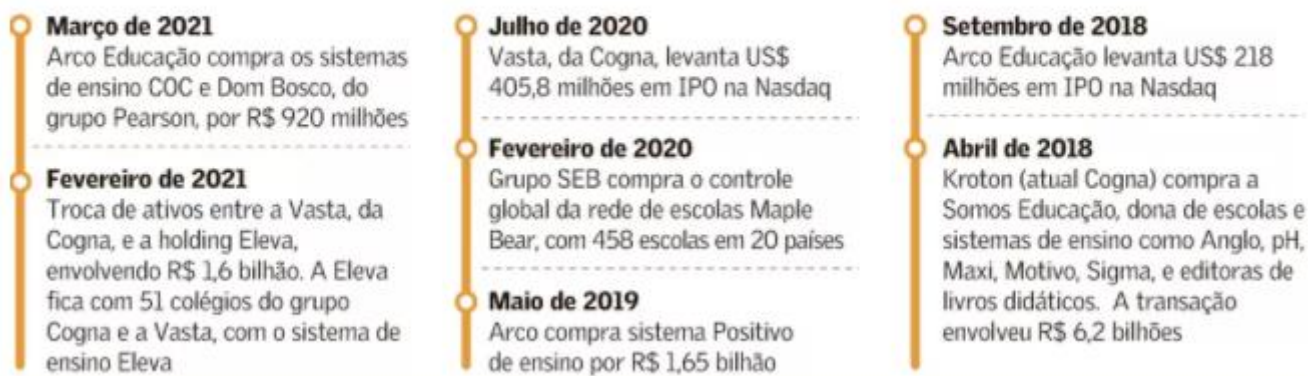 Março de 2021
Arco Educação compra os sistemas
de ensino COC e Dom Bosco, do
grupo Pearson, por R$ 920 milhões
Fevereiro de 2021
Troca de ativos entre a Vasta, da
Cogna, e a holding Eleva,
envolvendo R$ 1,6 bilhão. A Eleva
fica com 51 colégios do grupo
Cogna e a Vasta, com o sistema de
ensino Eleva
Julho de 2020
Vasta, da Cogna, levanta US$
405,8 milhões em IPO na Nasdaq
Fevereiro de 2020
Grupo SEB compra o controle
global da rede de escolas Maple
Bear, com 458 escolas em 20 países
Maio de 2019
Arco compra sistema Positivo
de ensino por R$ 1,65 bilhão
Setembro de 2018
Arco Educação levanta US$ 218
milhões em IPO na Nasdaq
Abril de 2018
Kroton (atual Cogna) compra a
Somos Educação, dona de escolas e
sistemas de ensino como Anglo, pH,
Maxi, Motivo, Sigma, e editoras de
livros didáticos. A transação
envolveu R$ 6,2 bilhões